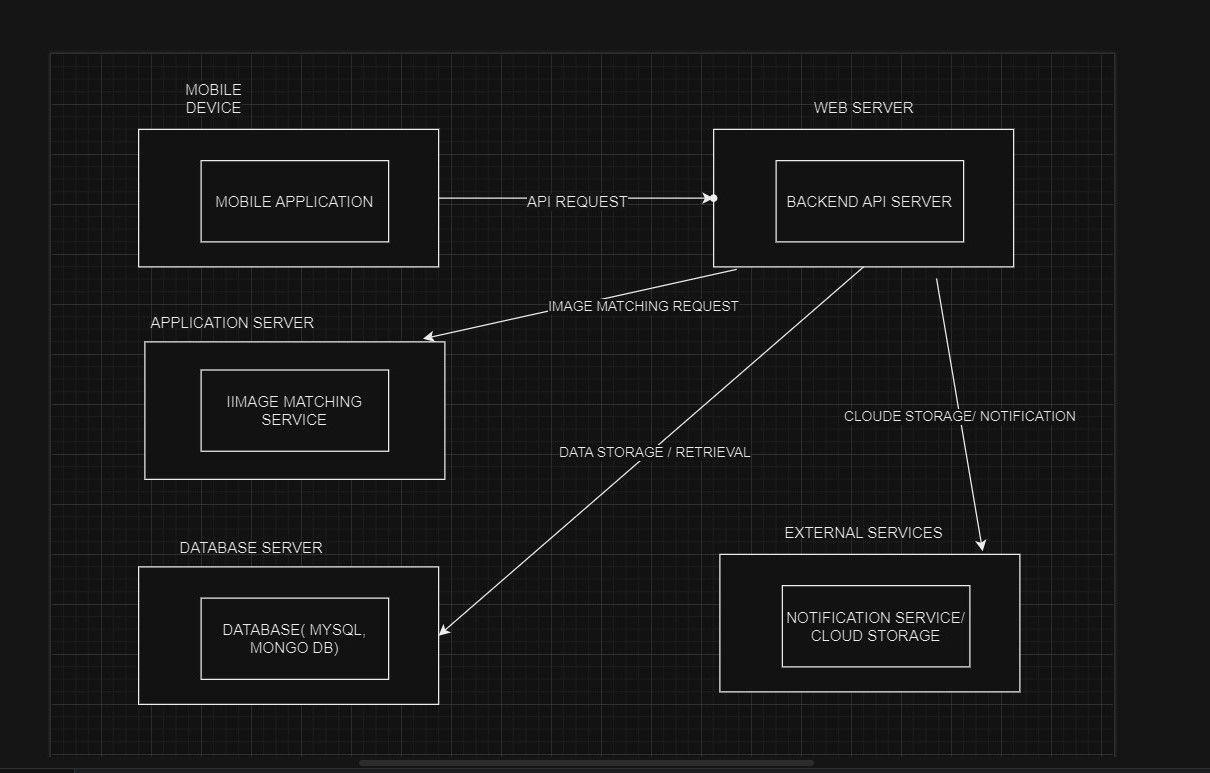 MOBILE
DEVICE
WEB SERVER
MOBILE APPLICATION
API REQUEST
BACKEND API SERVER
IMAGE MATCHING REQUEST
APPLICATION SERVER
IIMAGE MATCHING
SERVICE
CLOUDE STORAGE/ NOTIFICATION
DATA STORAGE / RETRIEVAL
EXTERNAL SERVICES
DATABASE SERVER
DATABASE( MYSQL,
MONGO DB)
NOTIFICATION SERVICE/
CLOUD STORAGE